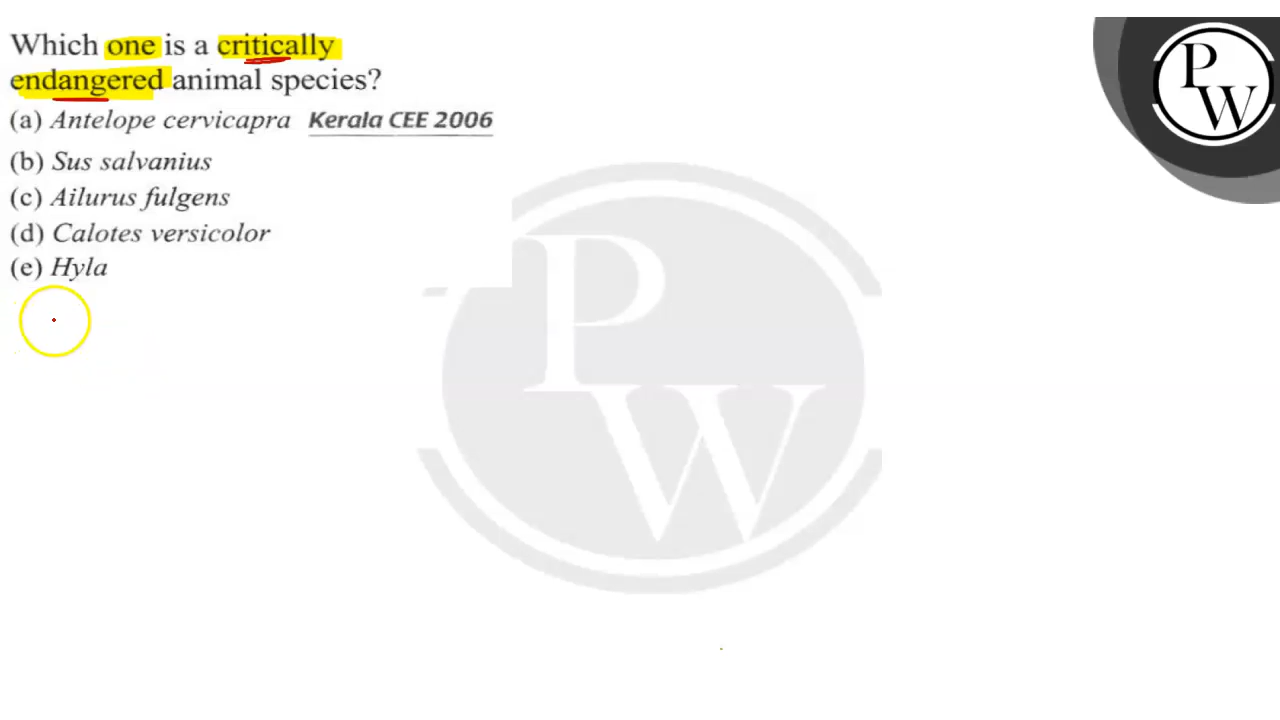 Which one is a critically
endangered animal species?
(a) Antelope cervicapra Kerala CEE 2006
(b) Sus salvanius
(c) Ailurus fulgens
(d) Calotes versicolor
(e) Hyla
P
W
P
W